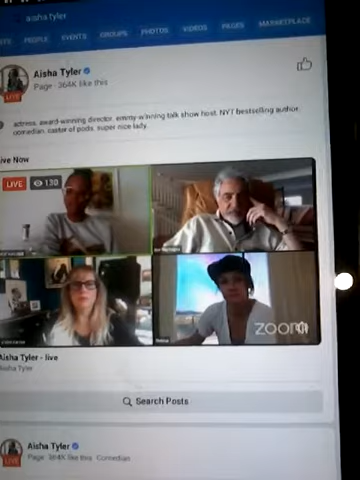 aisha tyler
PEOPLE EVENTS GROUPS PHOTOS VIDEOS PAGES MARKETPLACE
Aisha Tyler
Page · 364K like this
LIVE
actress, award-winning director, emmy-winning talk show host, NYT bestselling author,
comedian, caster of pods, super nice lady.
ive Now
LIVE 130
zoom
Aisha Tyler - live
Aisha Tyler
Search Posts
Aisha Tyler
Page · 364K like this · Comedian
LIVE